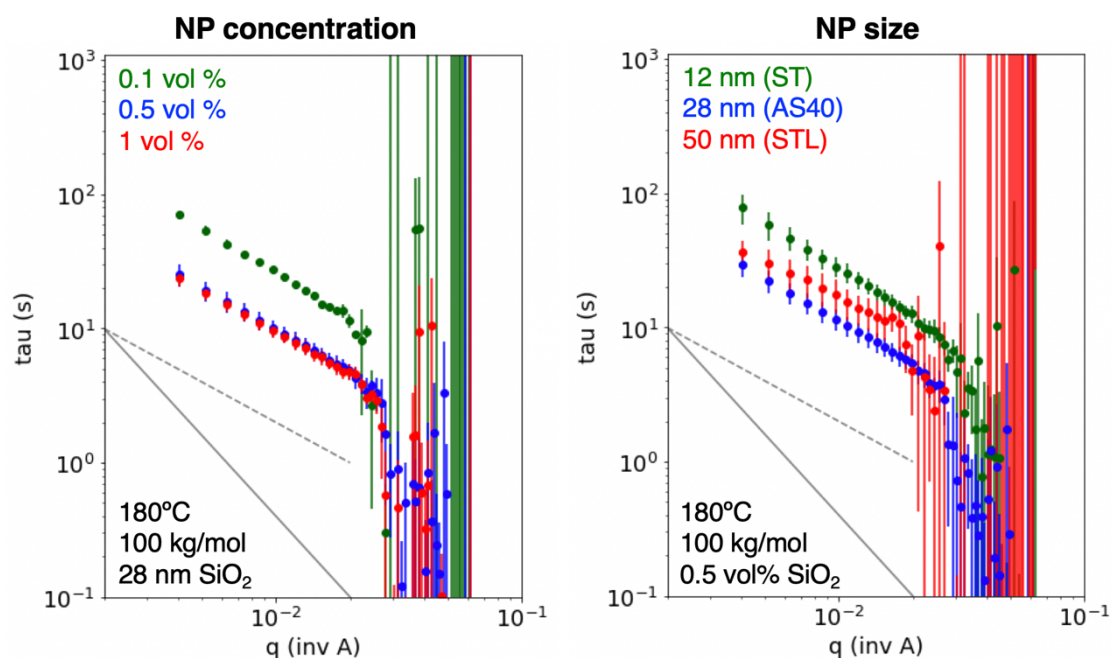 NP concentration
0.1 vol %
0.5 vol %
1 vol %
10³
10²
10¹
10⁰
10⁻¹
tau (s)
180ºC
100 kg/mol
28 nm SiO₂
10⁻²
10⁻¹
q (inv A)
NP size
12 nm (ST)
28 nm (AS40)
50 nm (STL)
10³
10²
10¹
10⁰
10⁻¹
tau (s)
180ºC
100 kg/mol
0.5 vol% SiO₂
10⁻²
10⁻¹
q (inv A)